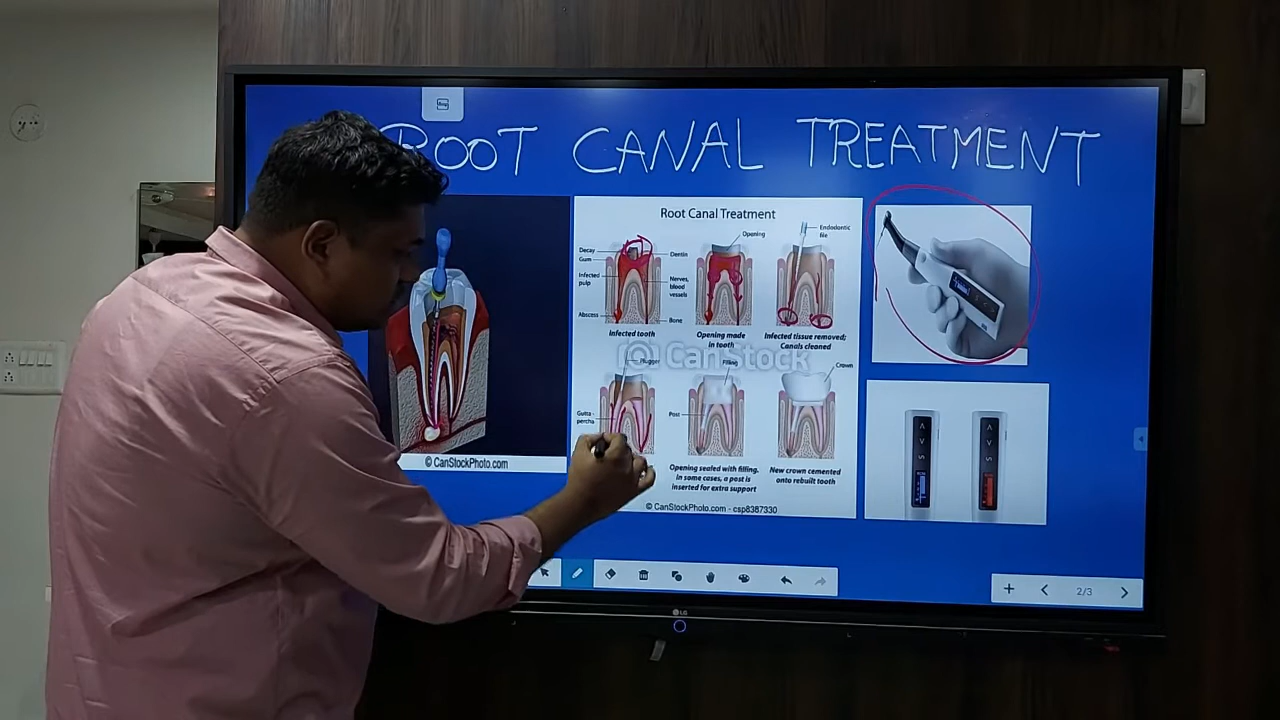 ROOT CANAL TREATMENT
Root Canal Treatment
Decay
Gum
Infected
pulp
Abscess
Dentin
Nerves,
blood
vessels
Bone
Infected tooth
Opening
Opening made
in tooth
Endodontic
file
Infected tissue removed;
Canals cleaned
© CanStock
Plugger
Gutta-
percha
Filling
Post
Opening sealed with filling.
In some cases, a post is
inserted for extra support
Crown
New crown cemented
onto rebuilt tooth
© CanStockPhoto.com
© CanStockPhoto.com - csp8387330
2/3
LG